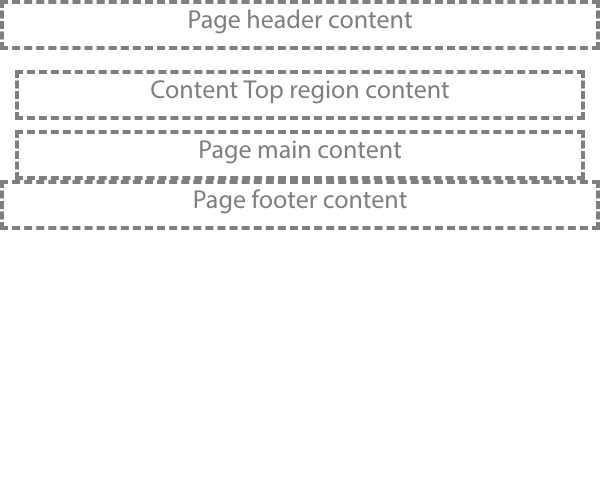 Page header content
Content Top region content
Page main content
Page footer content